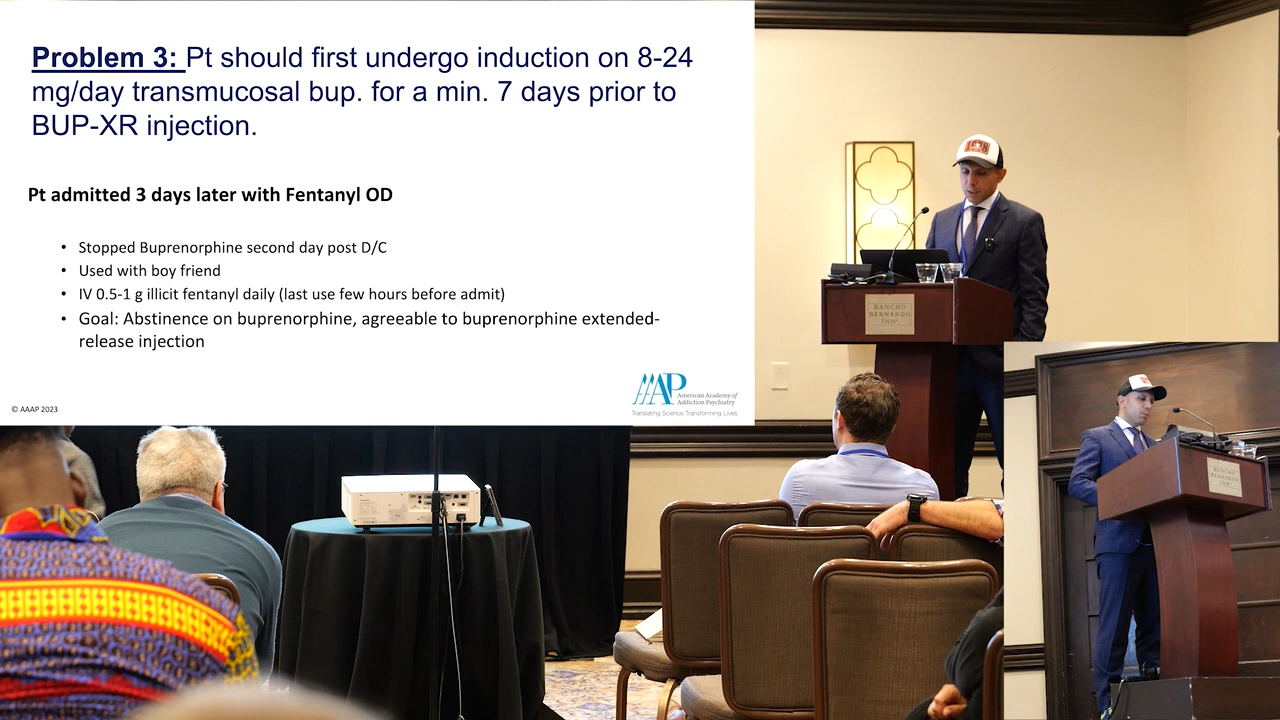 Problem 3: Pt should first undergo induction on 8-24
mg/day transmucosal bup. for a min. 7 days prior to
BUP-XR injection.
Pt admitted 3 days later with Fentanyl OD
• Stopped Buprenorphine second day post D/C
• Used with boy friend
• IV 0.5-1 g illicit fentanyl daily (last use few hours before admit)
• Goal: Abstinence on buprenorphine, agreeable to buprenorphine extended-
release injection
© AAAP 2023
AAAP
American Academy of
Addiction Psychiatry
Translating Science. Transforming Lives.
RANCHO
BERNARDO
INN
RANCHO
BERNARDO
INN